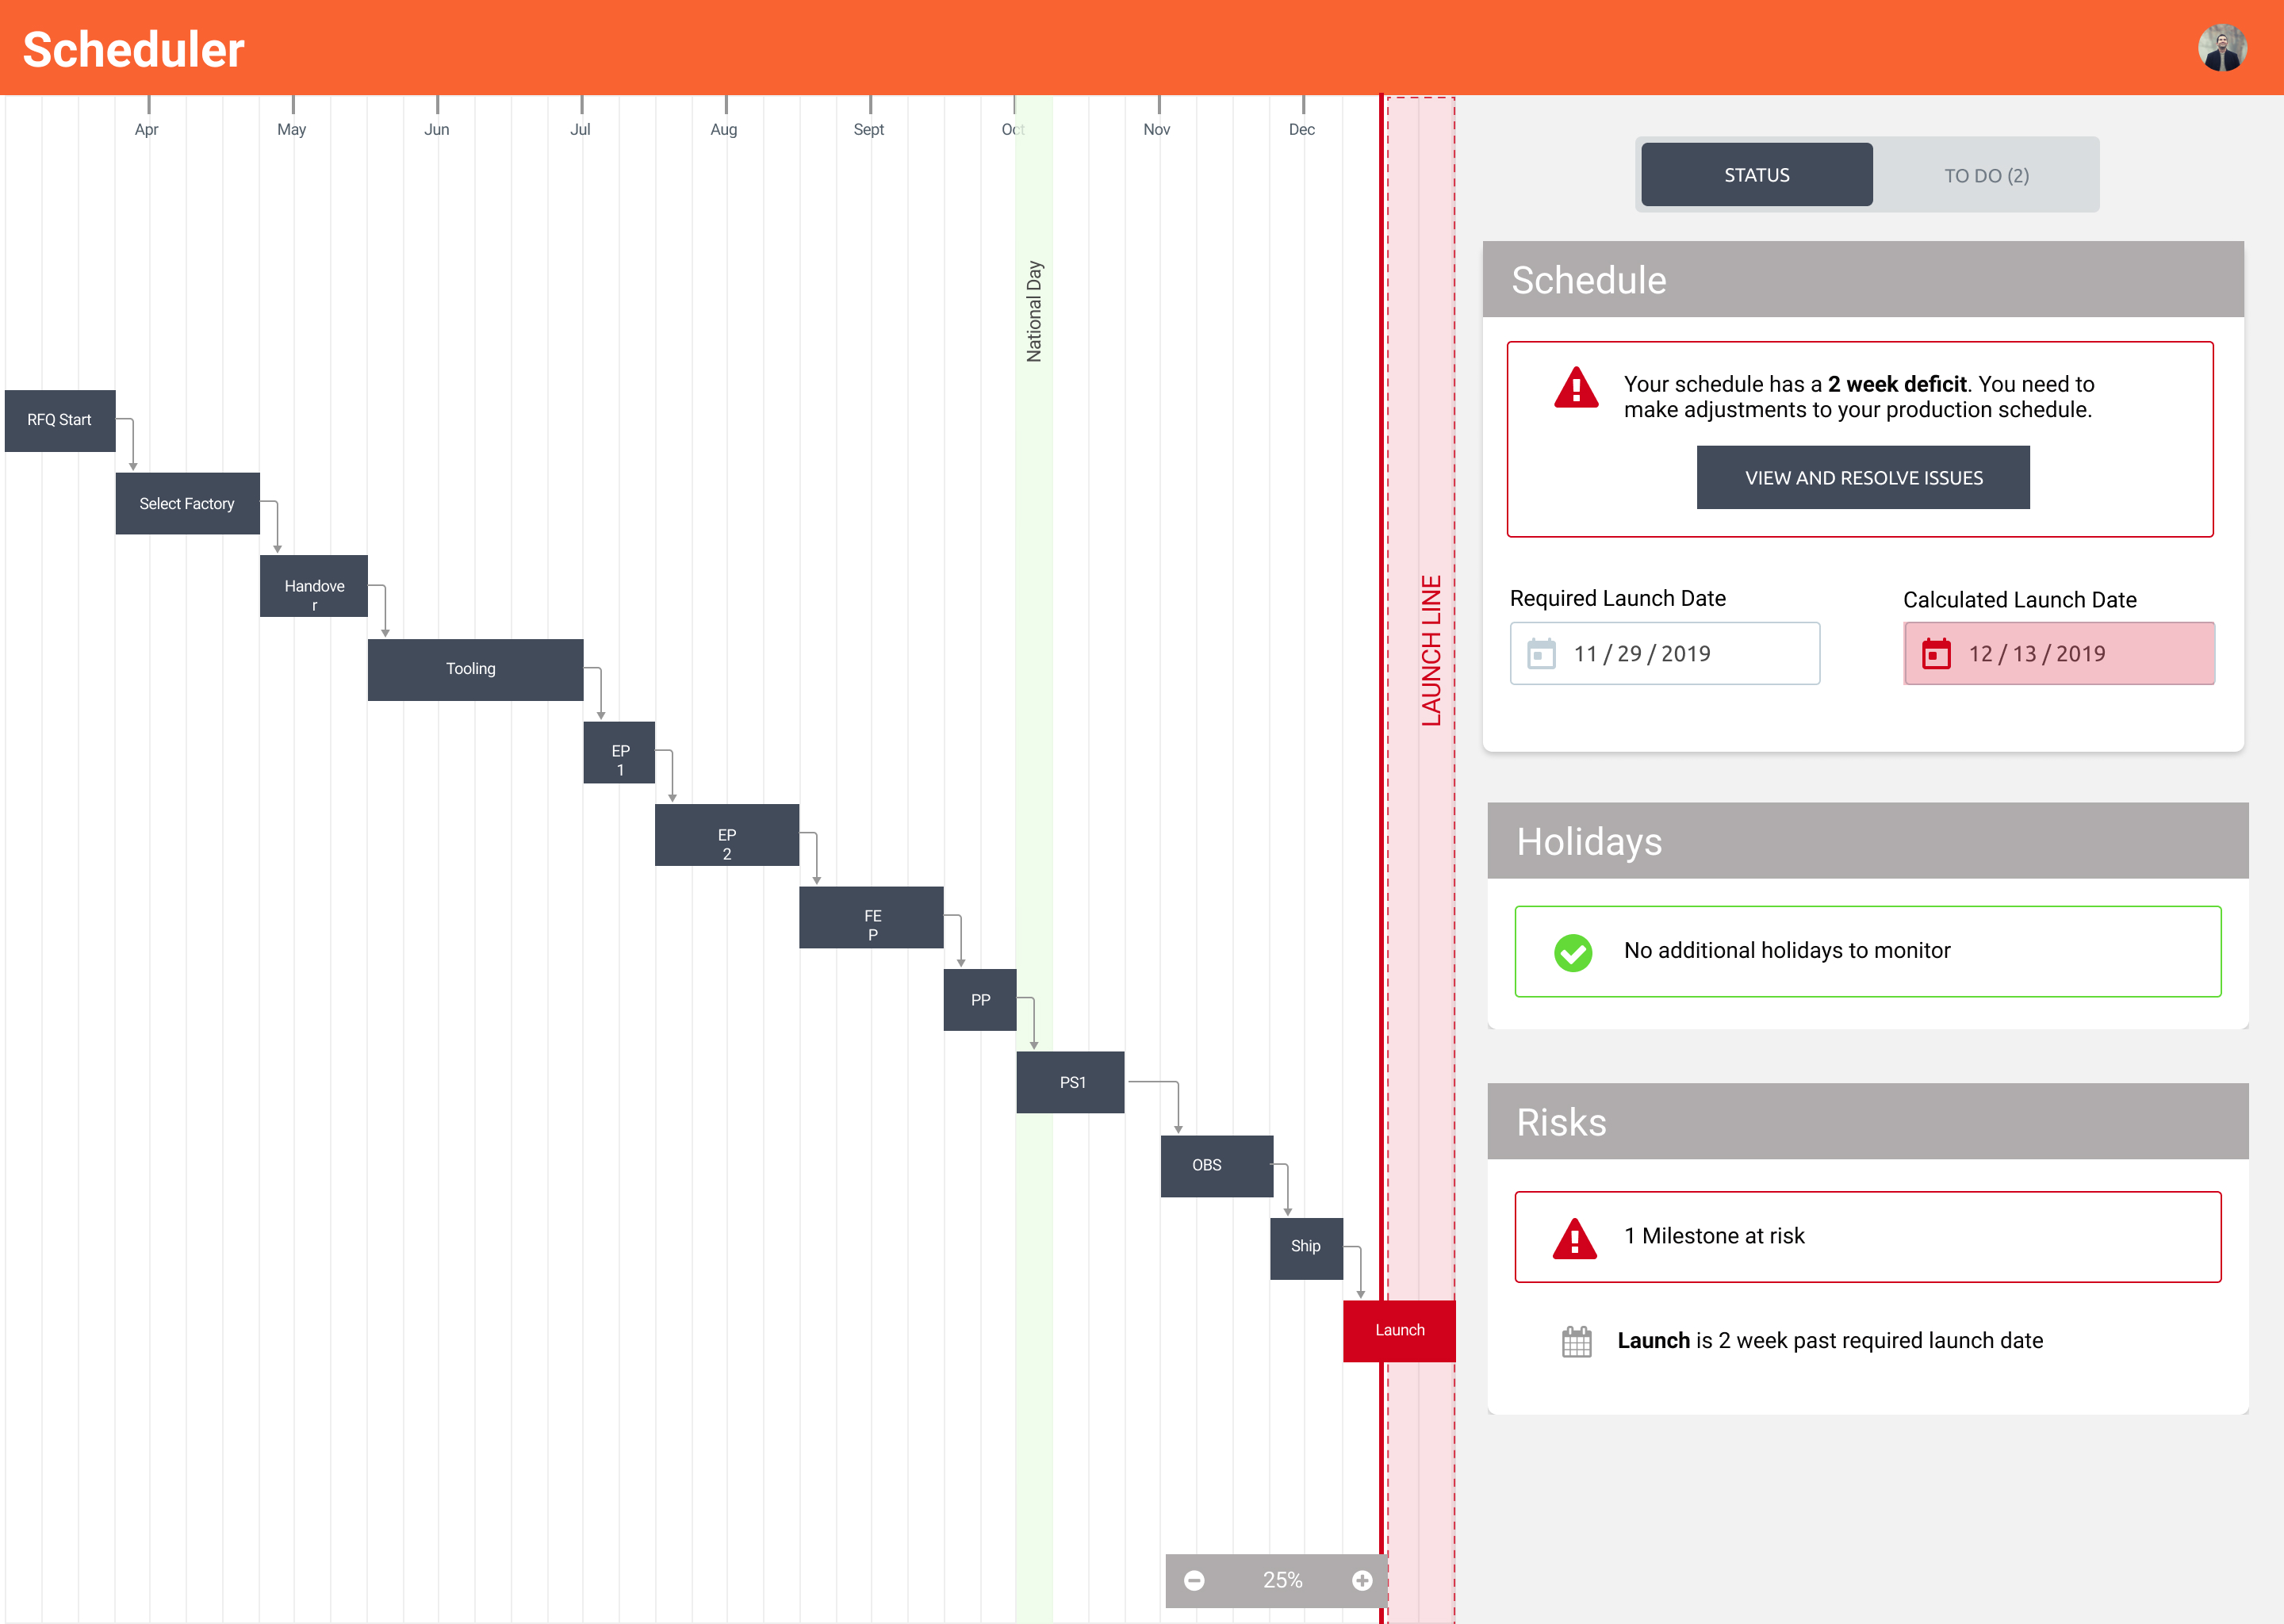 Scheduler
Apr
May
Jun
Jul
Aug
Sept
Oct
Nov
Dec
National Day
LAUNCH LINE
RFQ Start
Select Factory
Handove
r
Tooling
EP
1
EP
2
FE
P
PP
PS1
OBS
Ship
Launch
25%
STATUS
TO DO (2)
Schedule
Your schedule has a 2 week deficit. You need to
make adjustments to your production schedule.
VIEW AND RESOLVE ISSUES
Required Launch Date
11 / 29 / 2019
Calculated Launch Date
12 / 13 / 2019
Holidays
No additional holidays to monitor
Risks
1 Milestone at risk
Launch is 2 week past required launch date